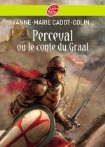 ANNE-MARIE CADOT-COLIN
Perceval
ou le conte du Graal